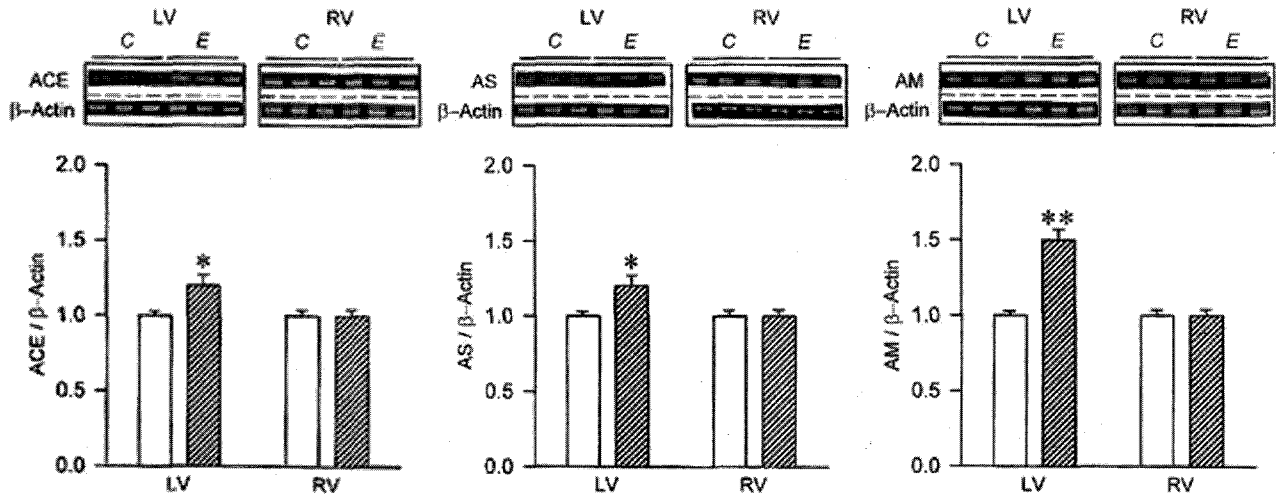 LV RV
C E C E
ACE
β–Actin
2.0
1.5
1.0
0.5
0.0
ACE / β–Actin
*
LV RV
LV RV
C E C E
AS
β–Actin
2.0
1.5
1.0
0.5
0.0
AS / β–Actin
*
LV RV
LV RV
C E C E
AM
β–Actin
2.0
1.5
1.0
0.5
0.0
AM / β–Actin
**
LV RV